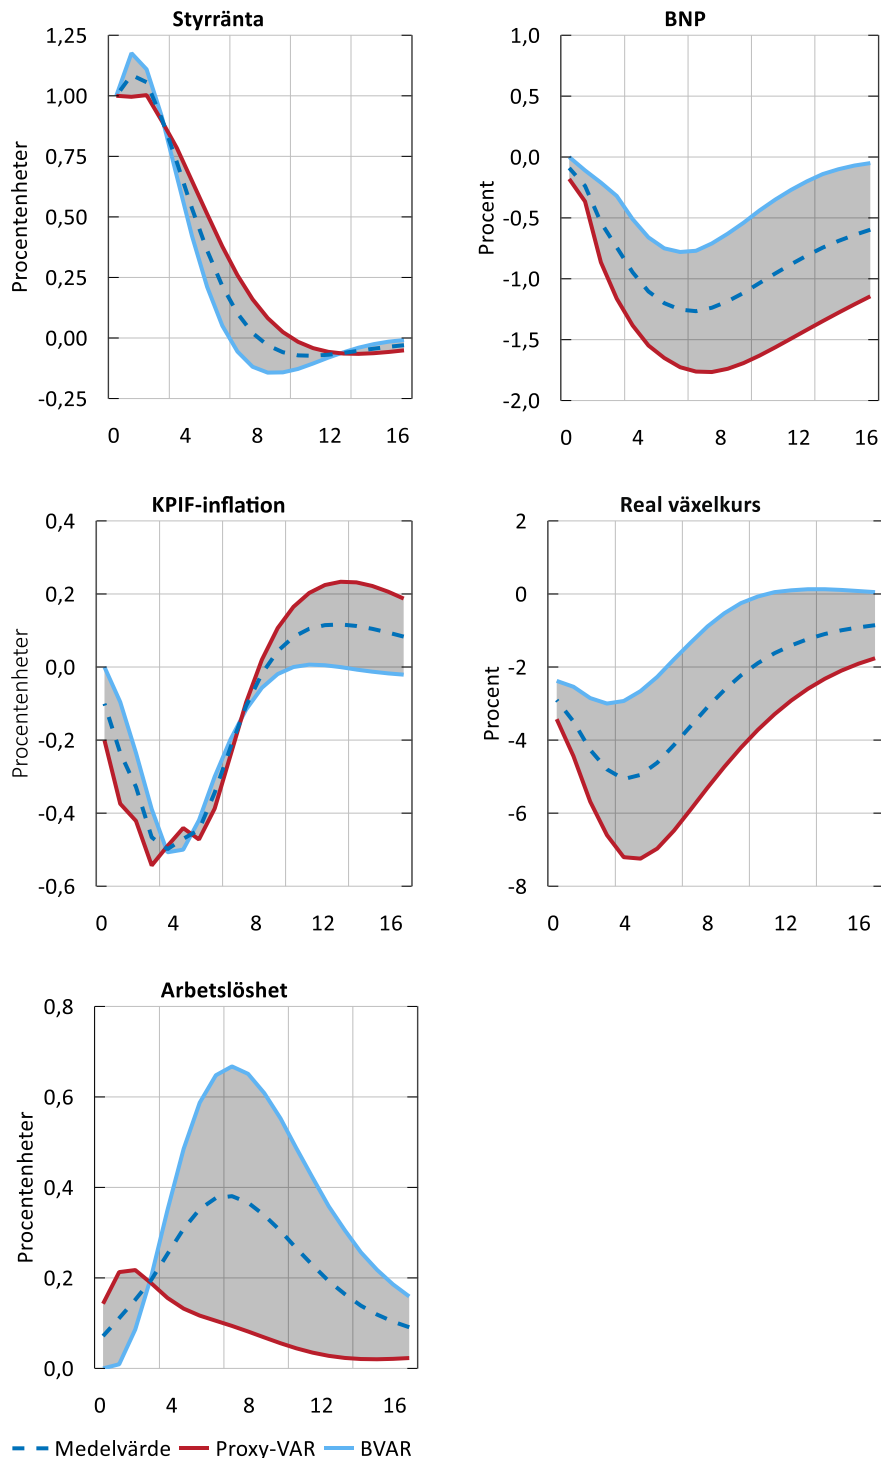 Styrränta
1,25
1,00
0,75
0,50
0,25
0,00
-0,25
Procentenheter
0 4 8 12 16
BNP
1,0
0,5
0,0
-0,5
-1,0
-1,5
-2,0
Procent
0 4 8 12 16
KPIF-inflation
0,4
0,2
0,0
-0,2
-0,4
-0,6
Procentenheter
0 4 8 12 16
Real växelkurs
2
0
-2
-4
-6
-8
Procent
0 4 8 12 16
Arbetslöshet
0,8
0,6
0,4
0,2
0,0
Procentenheter
0 4 8 12 16
Medelvärde Proxy-VAR BVAR